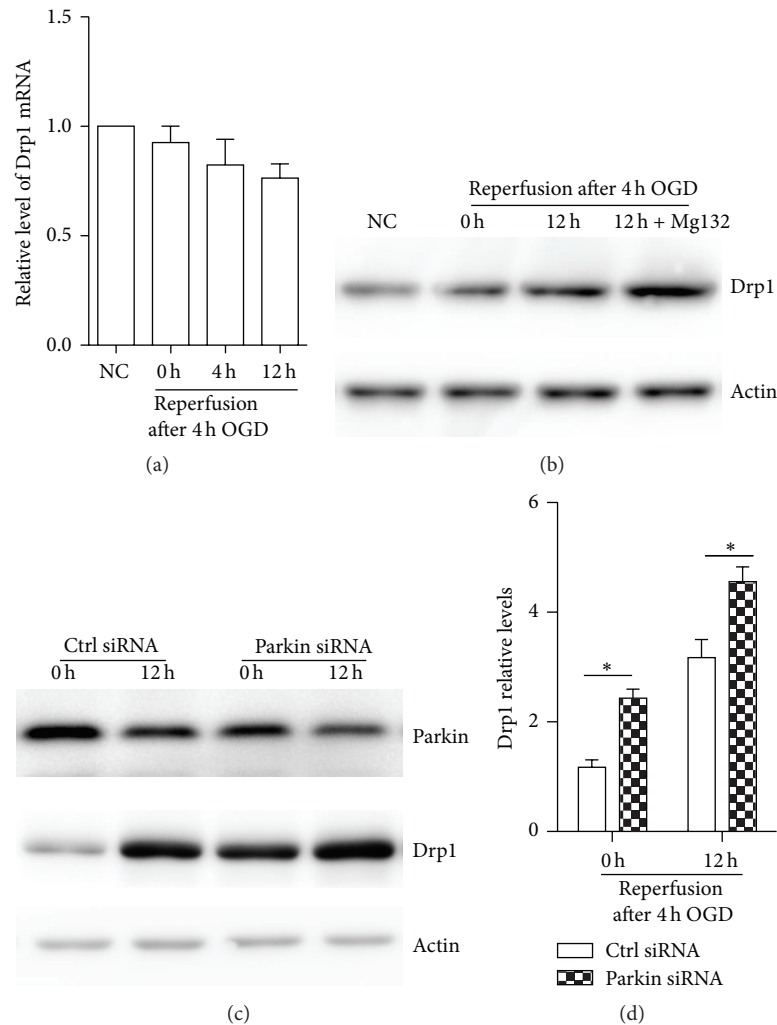 1.5
1.0
0.5
0.0
Relative level of Drp1 mRNA
NC 0 h 4 h 12 h
Reperfusion
after 4 h OGD
(a)
Reperfusion after 4 h OGD
NC 0 h 12 h 12 h + Mg132
Drp1
Actin
(b)
Ctrl siRNA Parkin siRNA
0 h 12 h 0 h 12 h
Parkin
Drp1
Actin
(c)
6
4
2
0
Drp1 relative levels
* *
0 h 12 h
Reperfusion
after 4 h OGD
Ctrl siRNA
Parkin siRNA
(d)